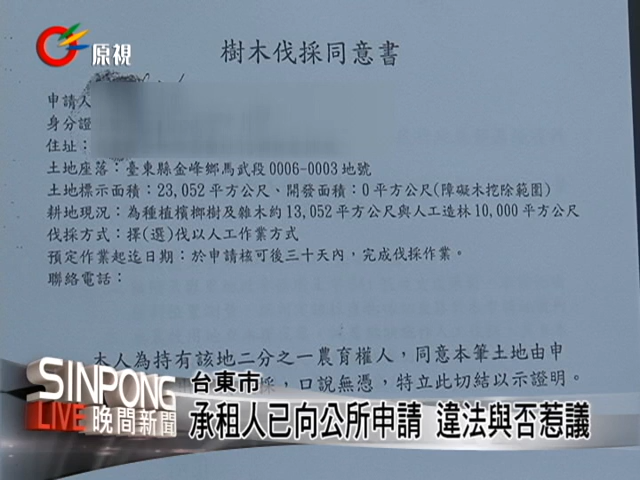 原視
樹木伐採同意書
申請人
身分證
住址：
土地座落：臺東縣金峰鄉馬武段0006-0003地號
土地標示面積：23,052平方公尺、開發面積：0平方公尺(障礙木挖除範圍)
耕地現況：為種植檳榔樹及雜木約13,052平方公尺與人工造林10,000平方公尺
伐採方式：擇(選)伐以人工作業方式
預定作業起迄日期：於申請核可後三十天內，完成伐採作業。
聯絡電話：
本人為持有該地二分之一農育權人，同意本筆土地由申
採，口說無憑，特立此切結以示證明。
SINPONG
LIVE 晚間新聞
台東市
承租人已向公所申請 違法與否惹議